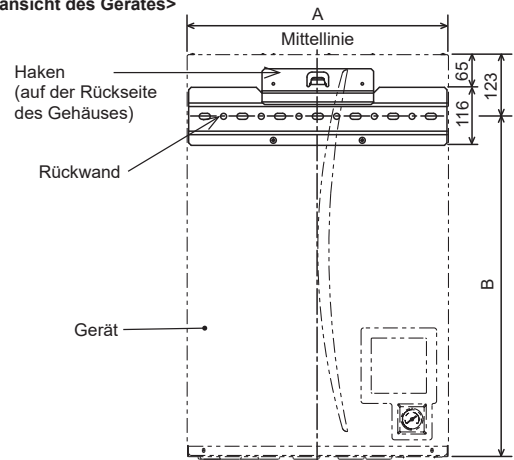 ansicht des Gerätes>
A
Mittellinie
Haken
(auf der Rückseite
des Gehäuses)
65
123
116
Rückwand
B
Gerät